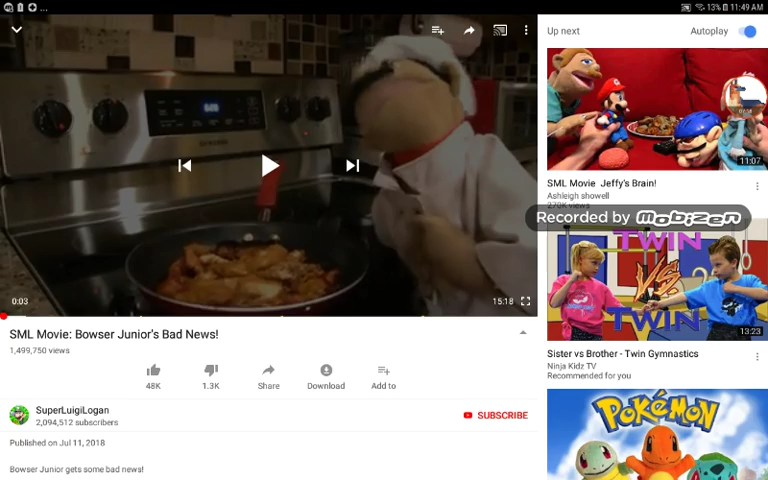 13% 11:49 AM
Up next
Autoplay
0:03
15:18
11:07
SML Movie: Bowser Junior's Bad News!
1,499,750 views
48K
1.3K
Share
Download
Add to
SuperLuigiLogan
2,094,512 subscribers
SUBSCRIBE
Published on Jul 11, 2018
Bowser Junior gets some bad news!
SML Movie Jeffy's Brain!
Ashleigh showell
270K views
Recorded by Mobizen
TWIN
VS
TWIN
13:23
Sister vs Brother - Twin Gymnastics
Ninja Kidz TV
Recommended for you
POKéMON